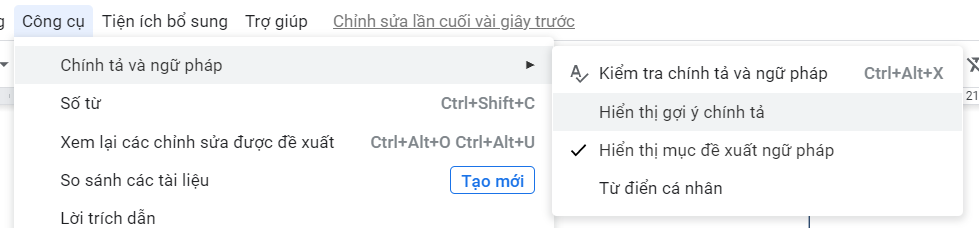 Công cụ Tiện ích bổ sung Trợ giúp Chỉnh sửa lần cuối vài giây trước
Chính tả và ngữ pháp
Số từ Ctrl+Shift+C
Xem lại các chỉnh sửa được đề xuất Ctrl+Alt+O Ctrl+Alt+U
So sánh các tài liệu Tạo mới
Lời trích dẫn
Kiểm tra chính tả và ngữ pháp Ctrl+Alt+X
Hiển thị gợi ý chính tả
Hiển thị mục đề xuất ngữ pháp
Từ điển cá nhân
21